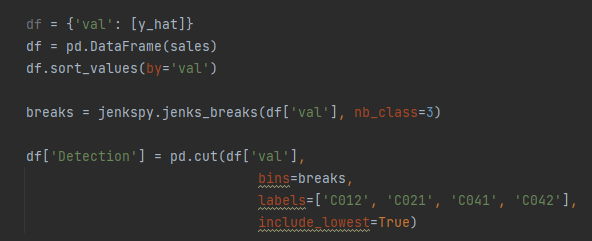 df = {'val': [y_hat]}
df = pd.DataFrame(sales)
df.sort_values(by='val')
breaks = jenkspy.jenks_breaks(df['val'], nb_class=3)
df['Detection'] = pd.cut(df['val'],
bins=breaks,
labels=['C012', 'C021', 'C041', 'C042'],
include_lowest=True)